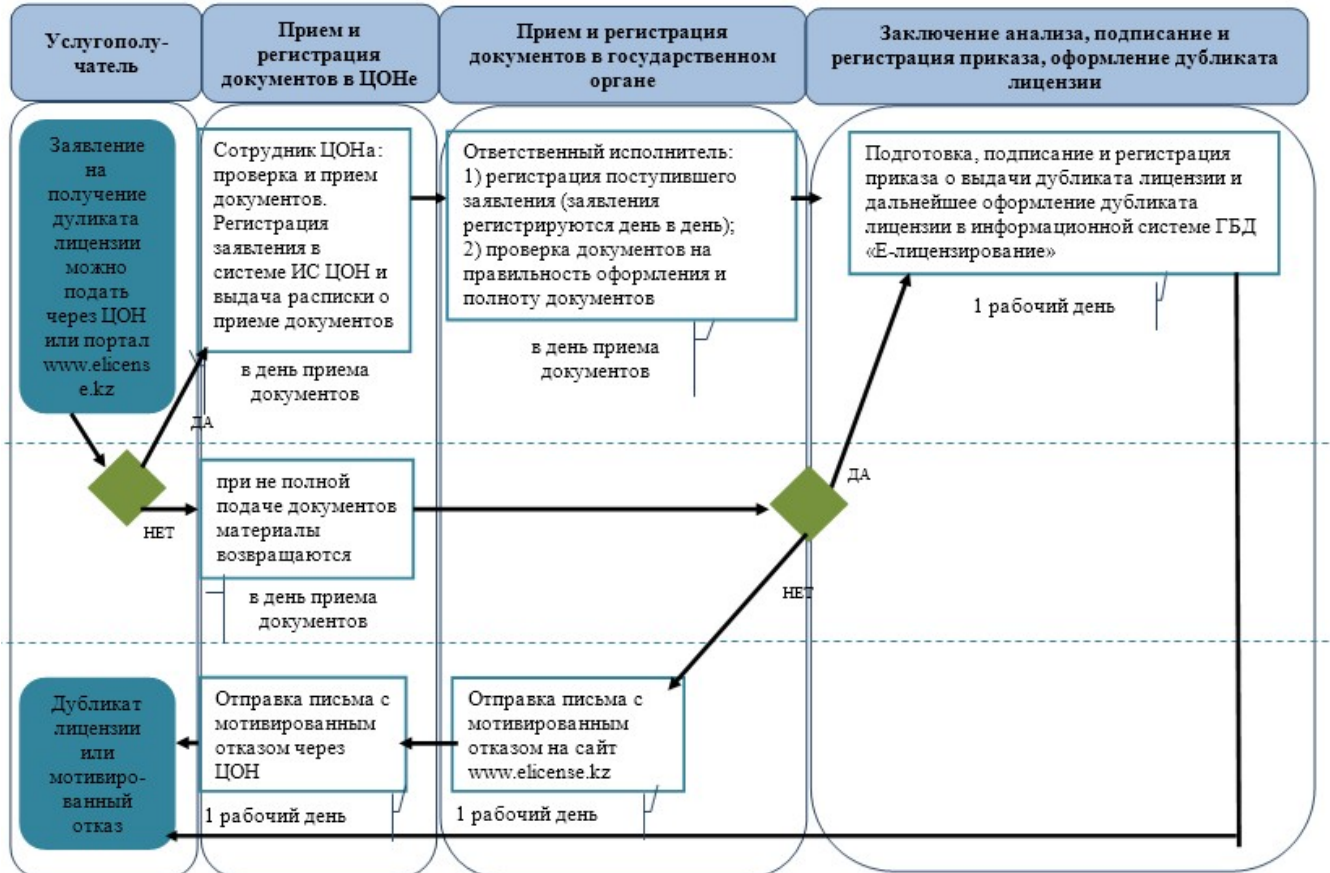 Услугополу-
чатель
Прием и
регистрация
документов в ЦОНе
Прием и регистрация
документов в государственном
органе
Заключение анализа, подписание и
регистрация приказа, оформление дубликата
лицензии
Заявление
на
получение
дуликата
лицензии
можно
подать
через ЦОН
или портал
www.elicens
e.kz
Сотрудник ЦОНа:
проверка и прием
документов.
Регистрация
заявления в
системе ИС ЦОН и
выдача расписки о
приеме документов
в день приема
документов
Ответственный исполнитель:
1) регистрация поступившего
заявления (заявления
регистрируются день в день);
2) проверка документов на
правильность оформления и
полноту документов
в день приема
документов
Подготовка, подписание и регистрация
приказа о выдачи дубликата лицензии и
дальнейшее оформление дубликата
лицензии в информационной системе ГБД
«Е-лицензирование»
1 рабочий день
ДА
НЕТ
при не полной
подаче документов
материалы
возвращаются
в день приема
документов
ДА
НЕТ
Дубликат
лицензии
или
мотивиро-
ванный
отказ
Отправка письма с
мотивированным
отказом через
ЦОН
1 рабочий день
Отправка письма с
мотивированным
отказом на сайт
www.elicense.kz
1 рабочий день